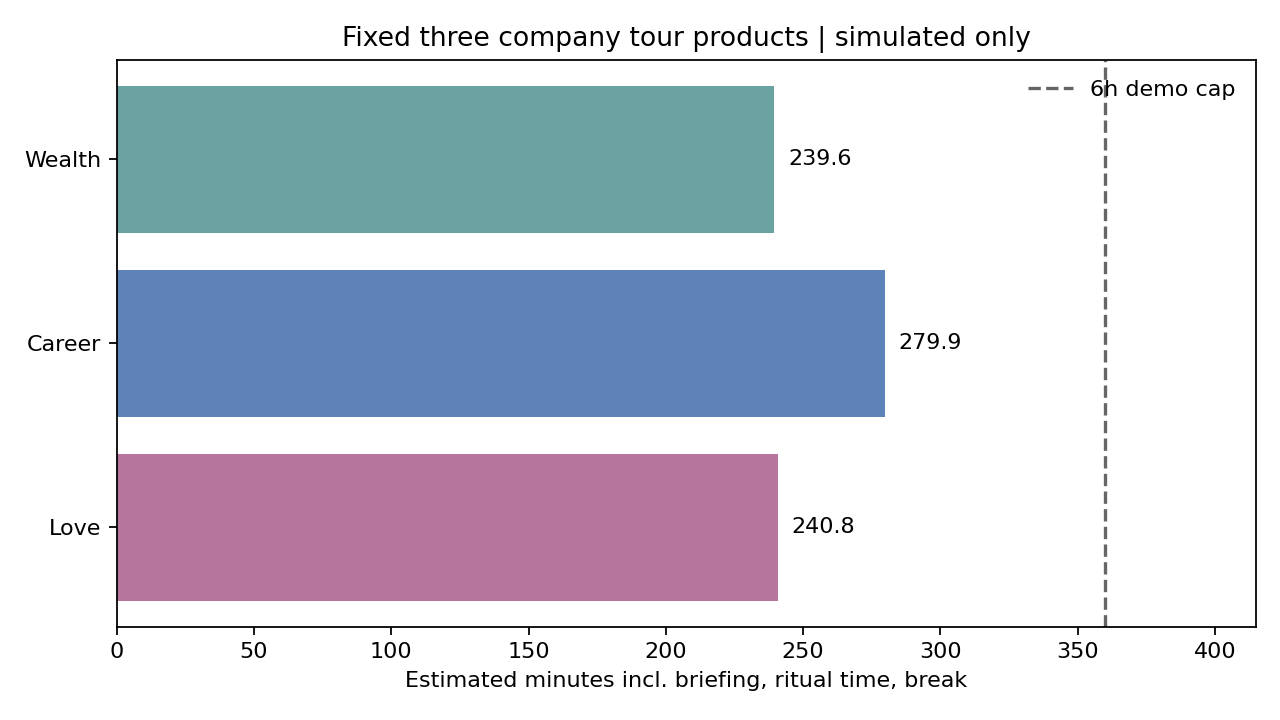 Fixed three company tour products | simulated only
6h demo cap
Wealth
239.6
Career
279.9
Love
240.8
0 50 100 150 200 250 300 350 400
Estimated minutes incl. briefing, ritual time, break